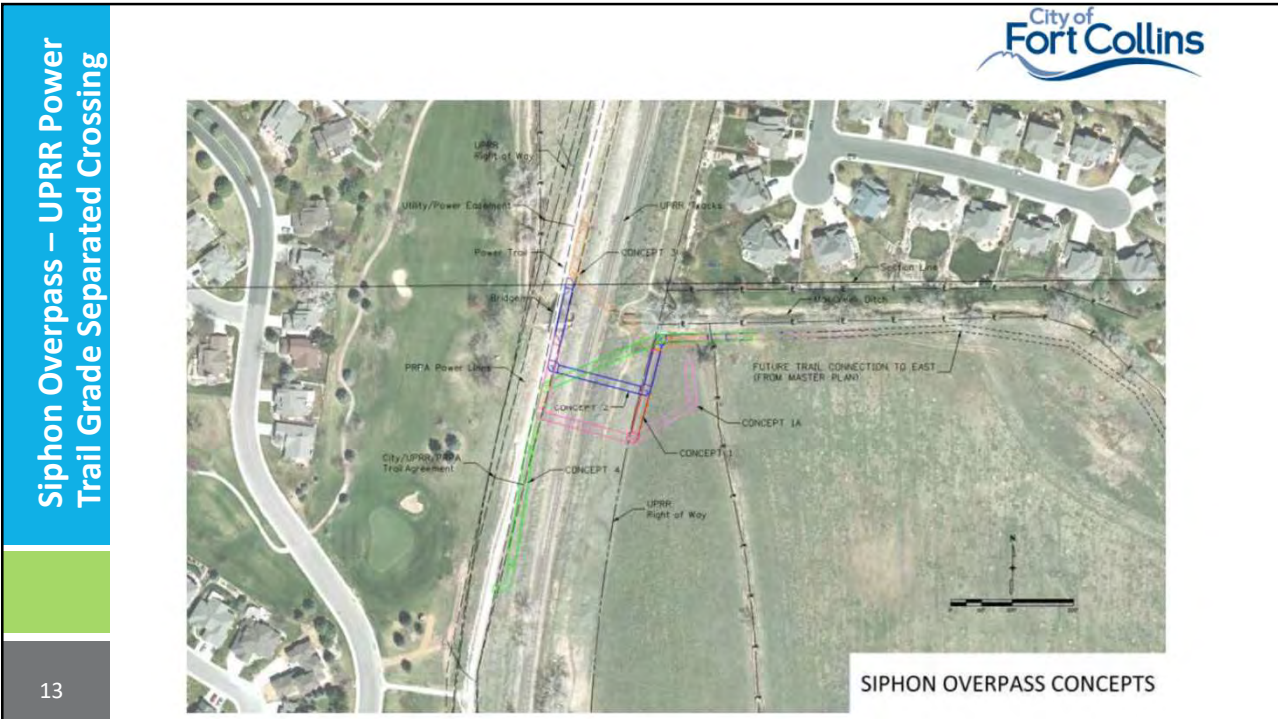 Siphon Overpass – UPRR Power
Trail Grade Separated Crossing
13
City of
Fort Collins
UPRR
Right of Way
Utility/Power Easement
UPRR Tracks
Power Trail
CONCEPT 3
Section Line
Bridge
Ditch
PRPA Power Lines
FUTURE TRAIL CONNECTION TO EAST
(FROM MASTER PLAN)
CONCEPT 2
CONCEPT 1A
CONCEPT 1
City/UPRR/PRPA
Trail Agreement
CONCEPT 4
UPRR
Right of Way
N
SIPHON OVERPASS CONCEPTS